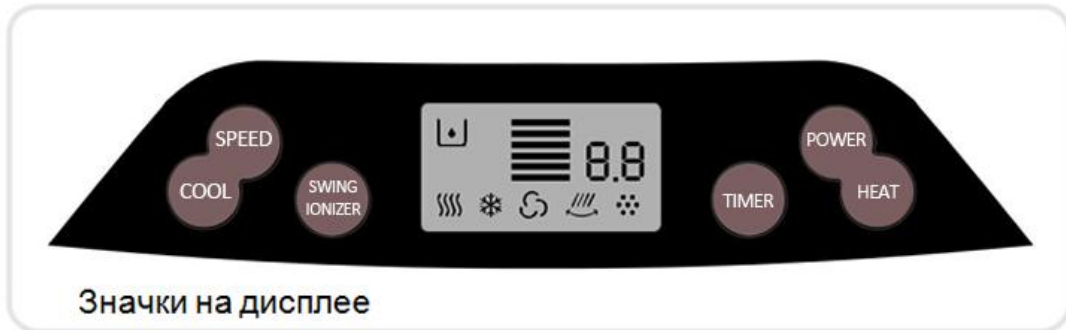 SPEED
COOL
SWING
IONIZER
8.8
TIMER
POWER
HEAT
Значки на дисплее